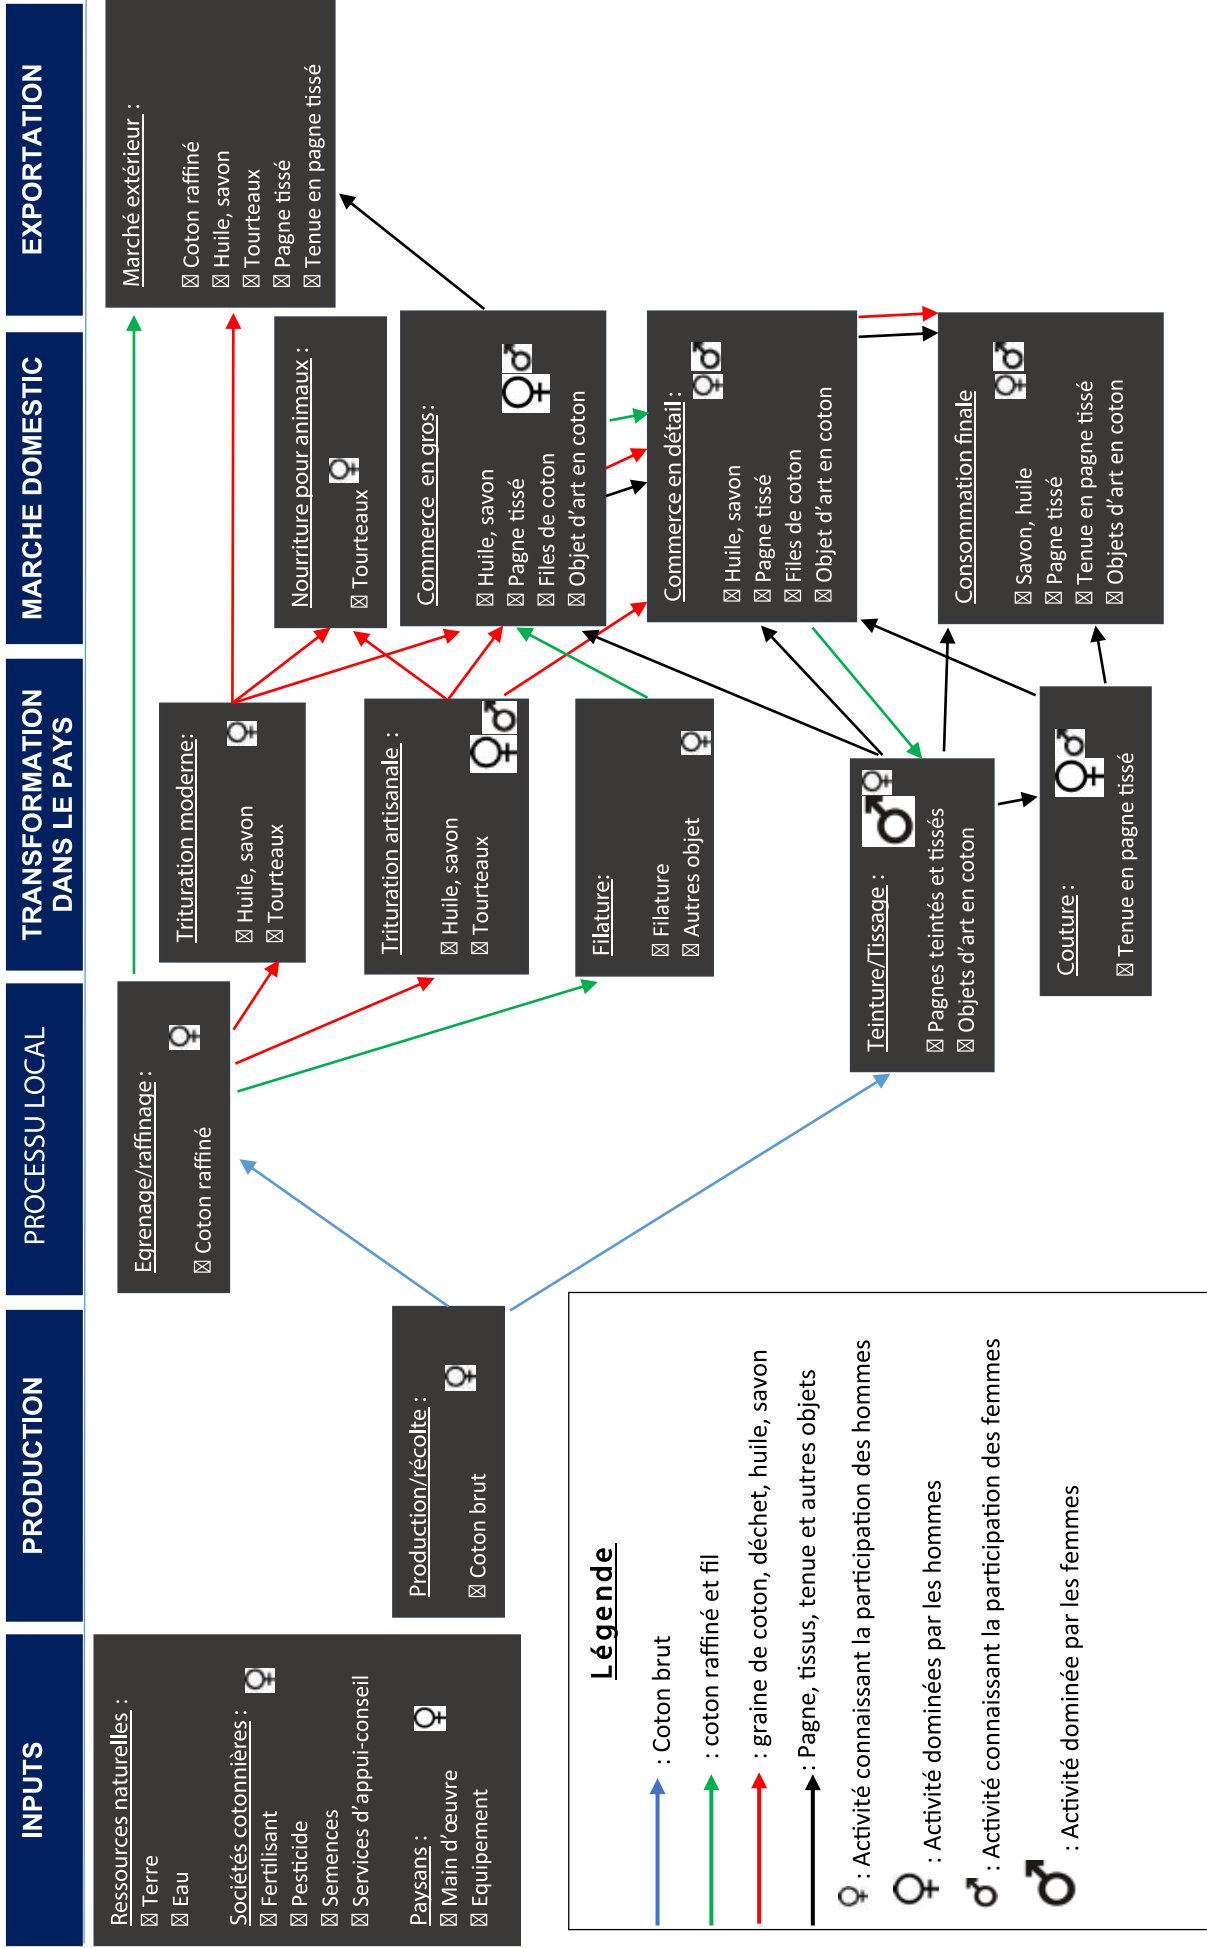 INPUTS
PRODUCTION
PROCESSU LOCAL
TRANSFORMATION
DANS LE PAYS
MARCHE DOMESTIC
EXPORTATION
Ressources naturelles :
Terre
Eau
Sociétés cotonnières :
Fertilisant
Pesticide
Semences
Services d’appui-conseil
Paysans :
Main d’œuvre
Equipement
Production/récolte :
Coton brut
Egrenage/raffinage :
Coton raffiné
Trituration moderne:
Huile, savon
Tourteaux
Trituration artisanale :
Huile, savon
Tourteaux
Filature:
Filature
Autres objet
Teinture/Tissage :
Pagnes teintés et tissés
Objets d’art en coton
Couture :
Tenue en pagne tissé
Nourriture pour animaux :
Tourteaux
Commerce en gros:
Huile, savon
Pagne tissé
Files de coton
Objet d’art en coton
Commerce en détail :
Huile, savon
Pagne tissé
Files de coton
Objet d’art en coton
Consommation finale
Savon, huile
Pagne tissé
Tenue en pagne tissé
Objets d’art en coton
Marché extérieur :
Coton raffiné
Huile, savon
Tourteaux
Pagne tissé
Tenue en pagne tissé
Légende
: Coton brut
: coton raffiné et fil
: graine de coton, déchet, huile, savon
: Pagne, tissus, tenue et autres objets
: Activité connaissant la participation des hommes
: Activité dominées par les hommes
: Activité connaissant la participation des femmes
: Activité dominée par les femmes